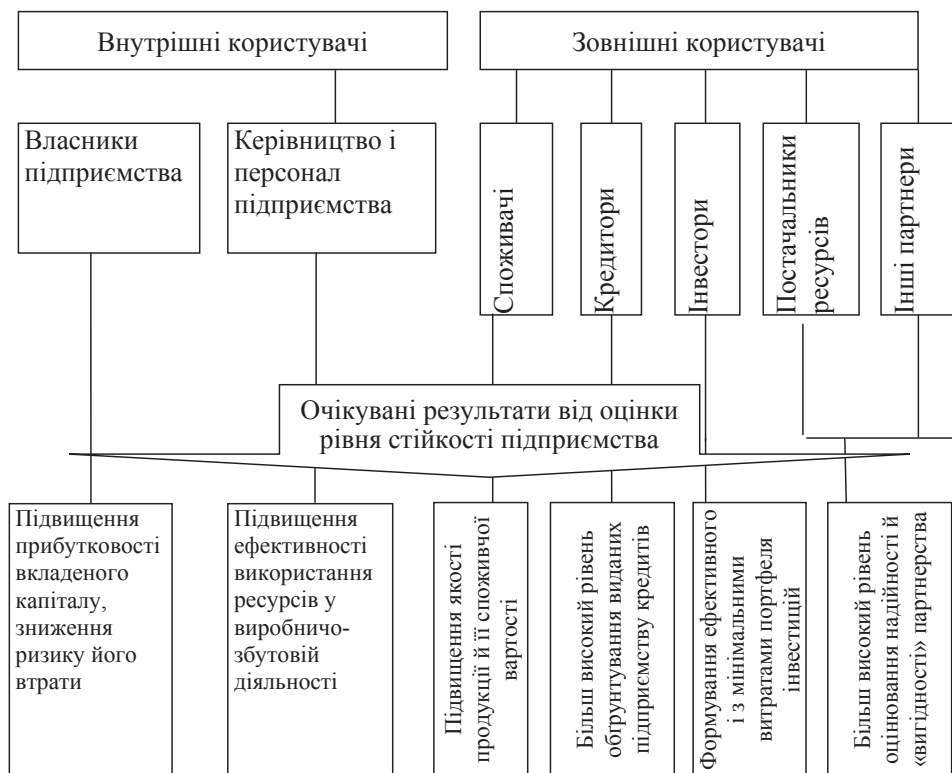 Внутрішні користувачі
Зовнішні користувачі
Власники
підприємства
Керівництво і
персонал
підприємства
Споживачі
Кредитори
Інвестори
Постачальники
ресурсів
Інші партнери
Очікувані результати від оцінки
рівня стійкості підприємства
Підвищення
прибутковості
вкладеного
капіталу,
зниження
ризику його
втрати
Підвищення
ефективності
використання
ресурсів у
виробничо-
збутовій
діяльності
Підвищення якості
продукції й її споживчої
вартості
Більш високий рівень
обґрунтування виданих
підприємству кредитів
Формування ефективного
і з мінімальними
витратами портфеля
інвестицій
Більш високий рівень
оцінювання надійності й
«вигідності» партнерства